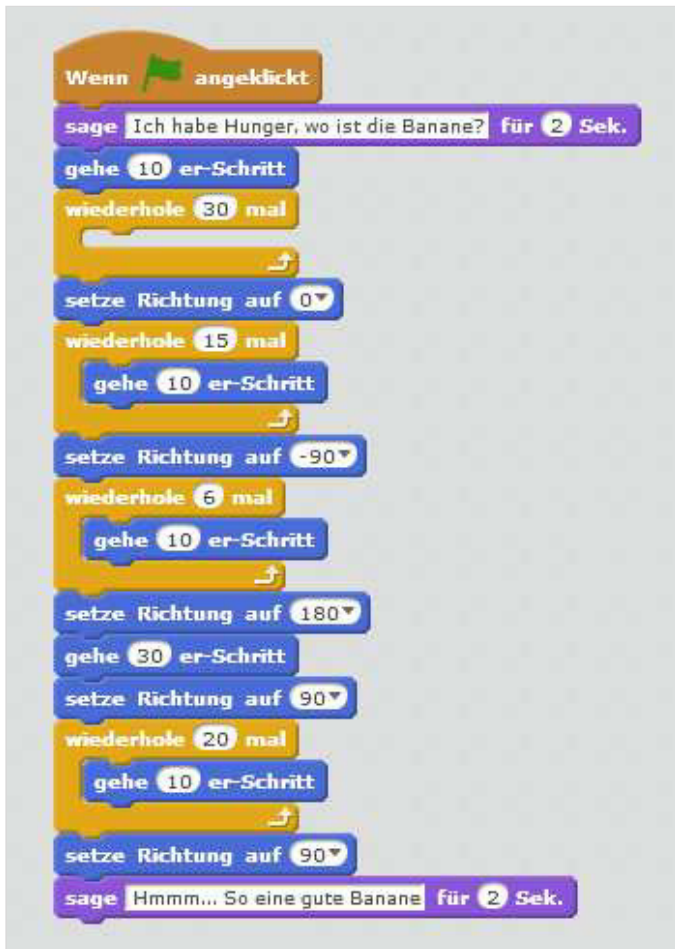 Wenn angeklickt
sage Ich habe Hunger, wo ist die Banane? für 2 Sek.
gehe 10 er-Schritt
wiederhole 30 mal
setze Richtung auf 0
wiederhole 15 mal
gehe 10 er-Schritt
setze Richtung auf -90
wiederhole 6 mal
gehe 10 er-Schritt
setze Richtung auf 180
gehe 30 er-Schritt
setze Richtung auf 90
wiederhole 20 mal
gehe 10 er-Schritt
setze Richtung auf 90
sage Hmmm... So eine gute Banane für 2 Sek.